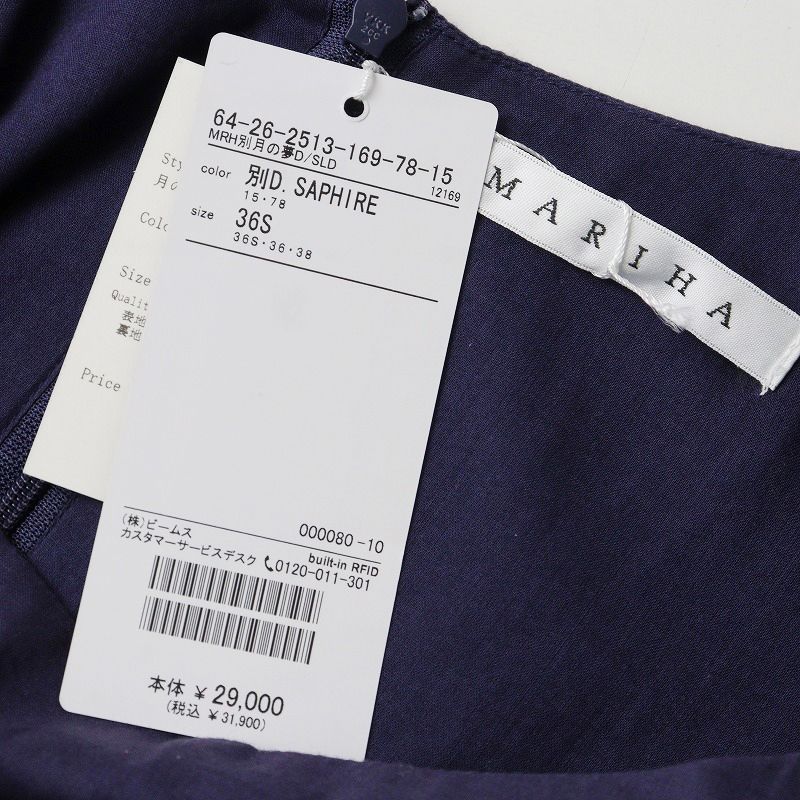 YKK
64-26-2513-169-78-15
MRH別月の夢D/SLD
12169
color 別D. SAPHIRE
15・78
size 36S
36S・36・38
(株)ビームス 000080-10
カスタマーサービスデスク 0120-011-301
built-in RFID
本体 ¥ 29,000
(税込 ¥ 31,900)
MARIHA
月の
Size
表地
裏地
Price